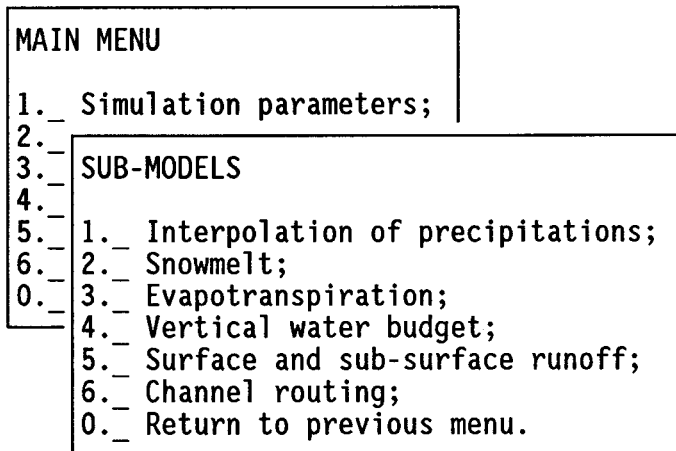 MAIN MENU
1._ Simulation parameters;
2._
3._
4._
5._
6._
0._
SUB-MODELS
1._ Interpolation of precipitations;
2._ Snowmelt;
3._ Evapotranspiration;
4._ Vertical water budget;
5._ Surface and sub-surface runoff;
6._ Channel routing;
0._ Return to previous menu.